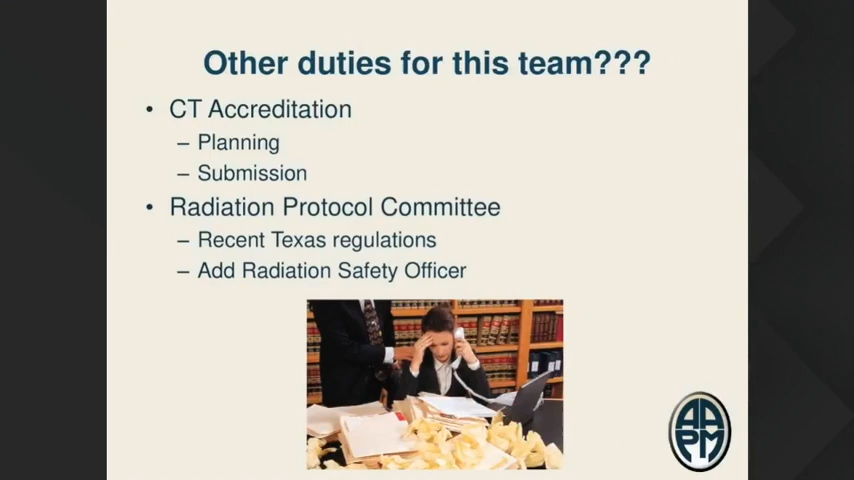 Other duties for this team???
• CT Accreditation
– Planning
– Submission
• Radiation Protocol Committee
– Recent Texas regulations
– Add Radiation Safety Officer
AAPM